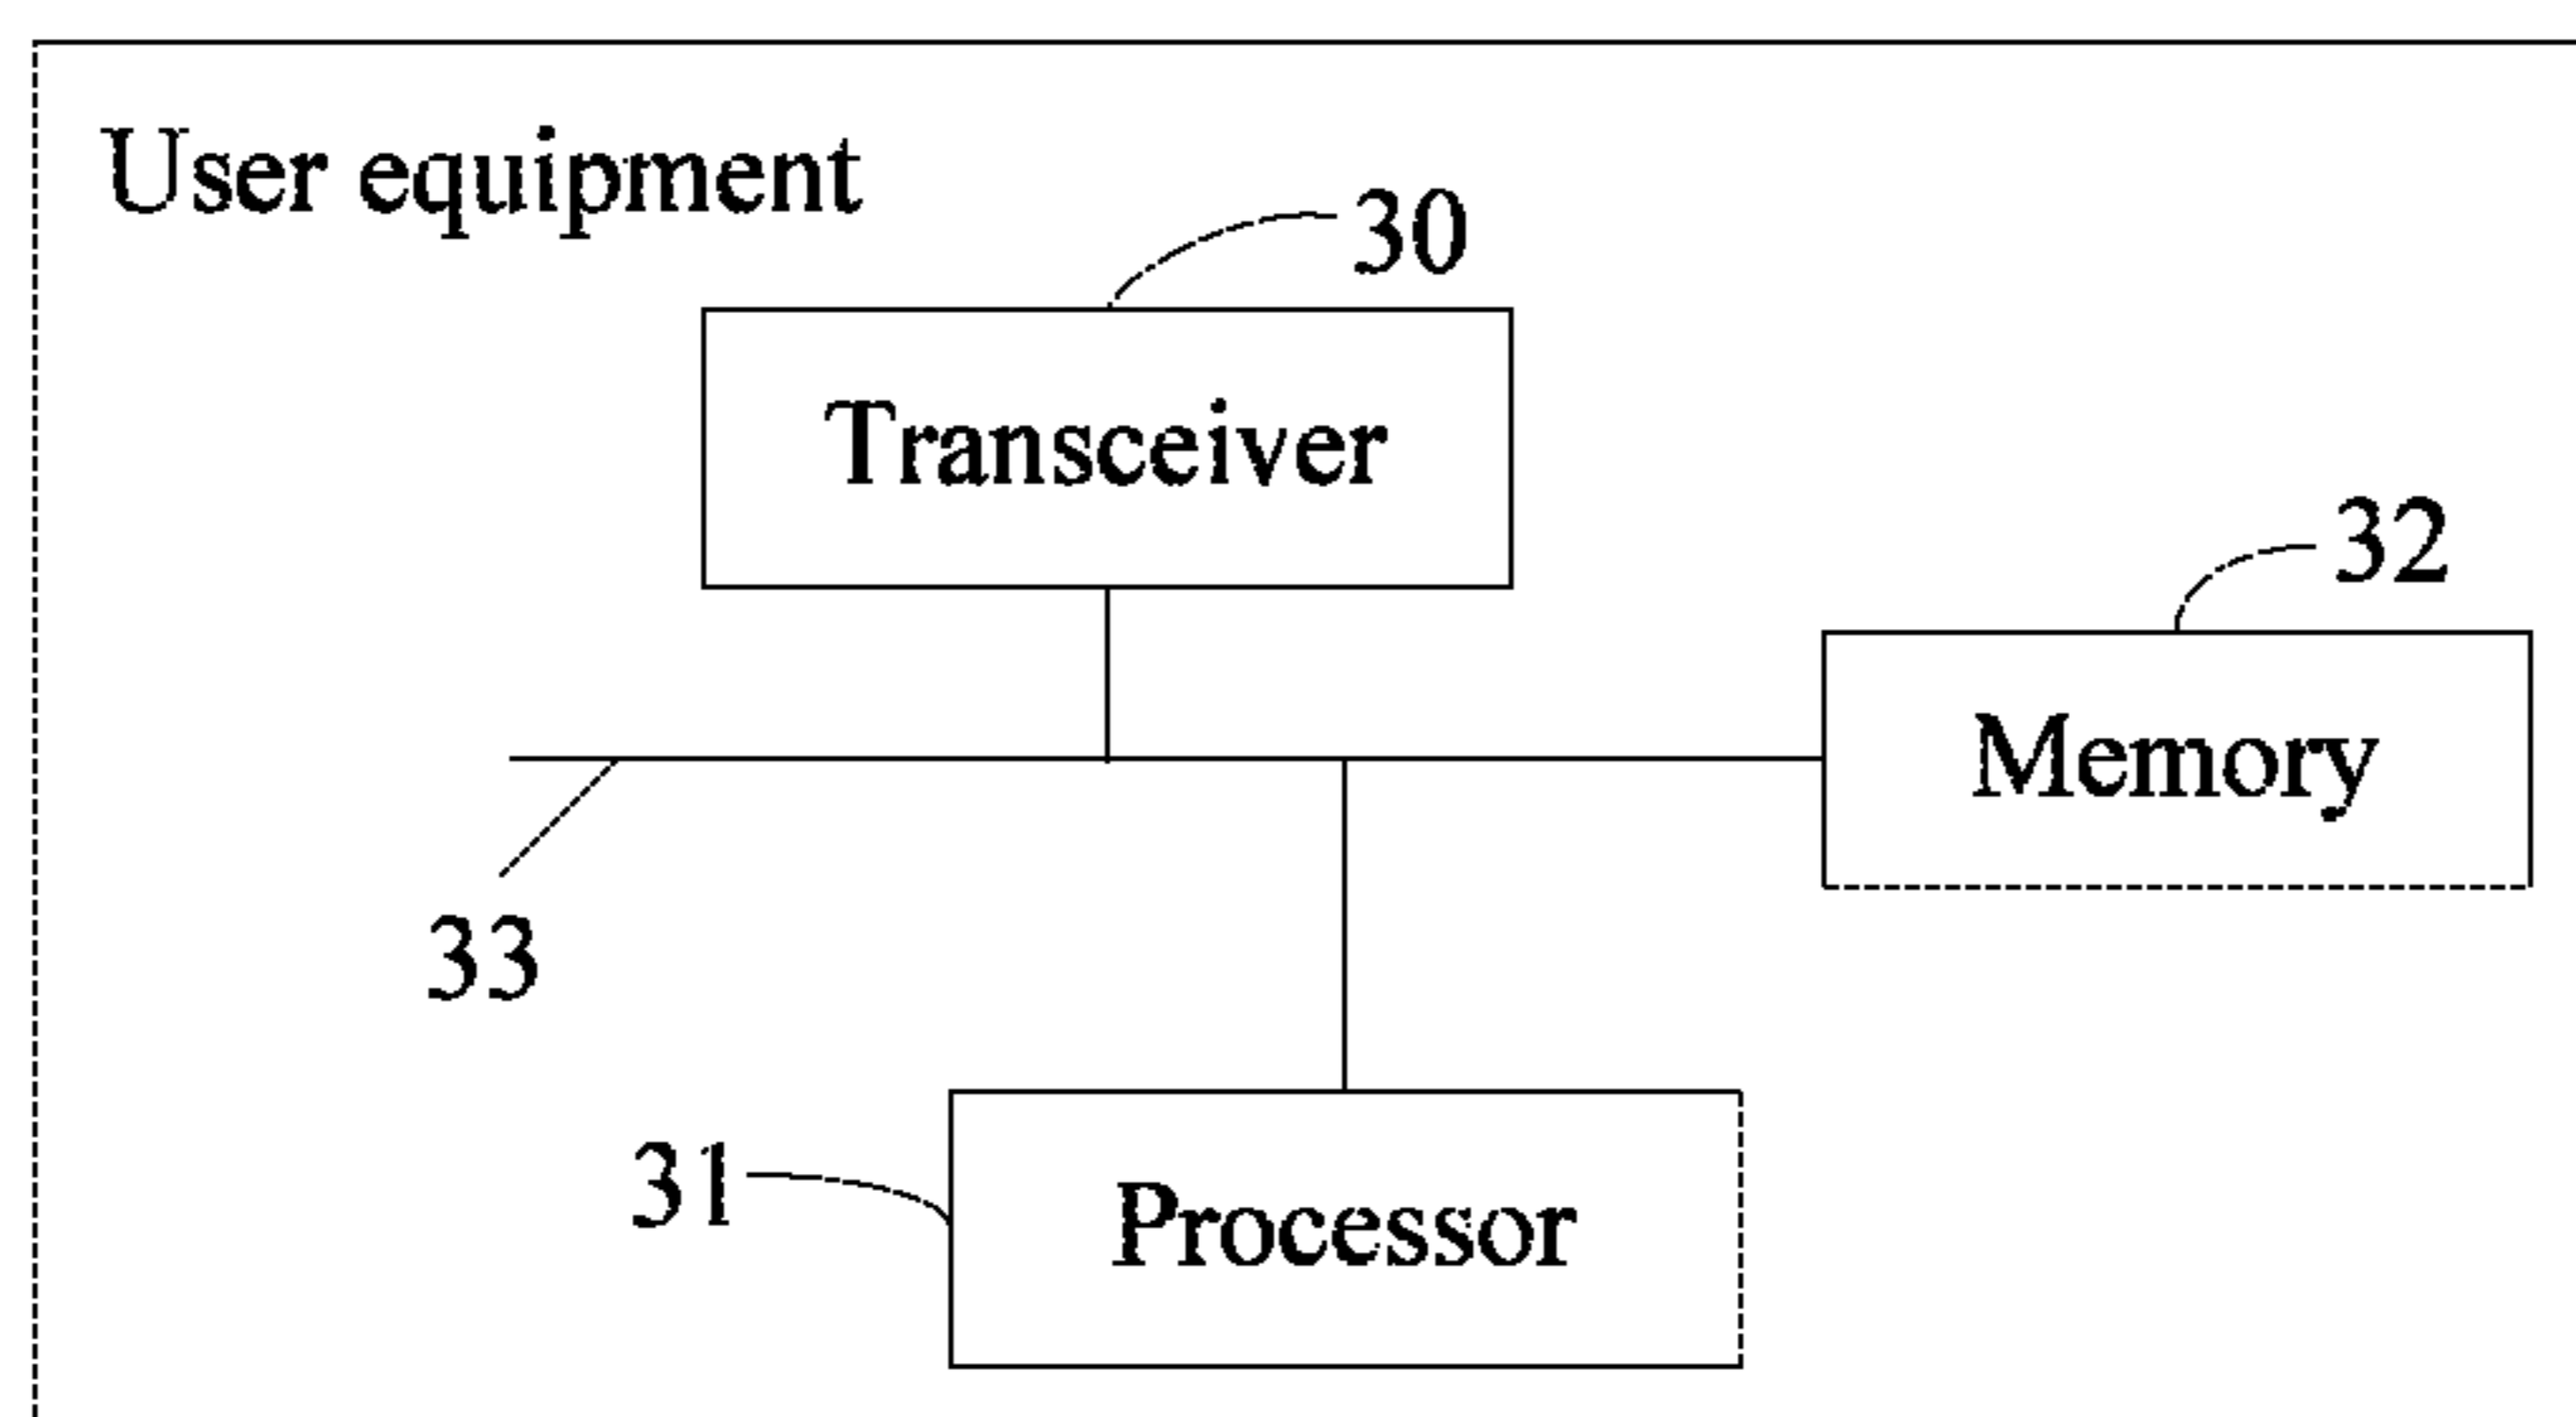 User equipment
30
Transceiver
32
Memory
33
31
Processor